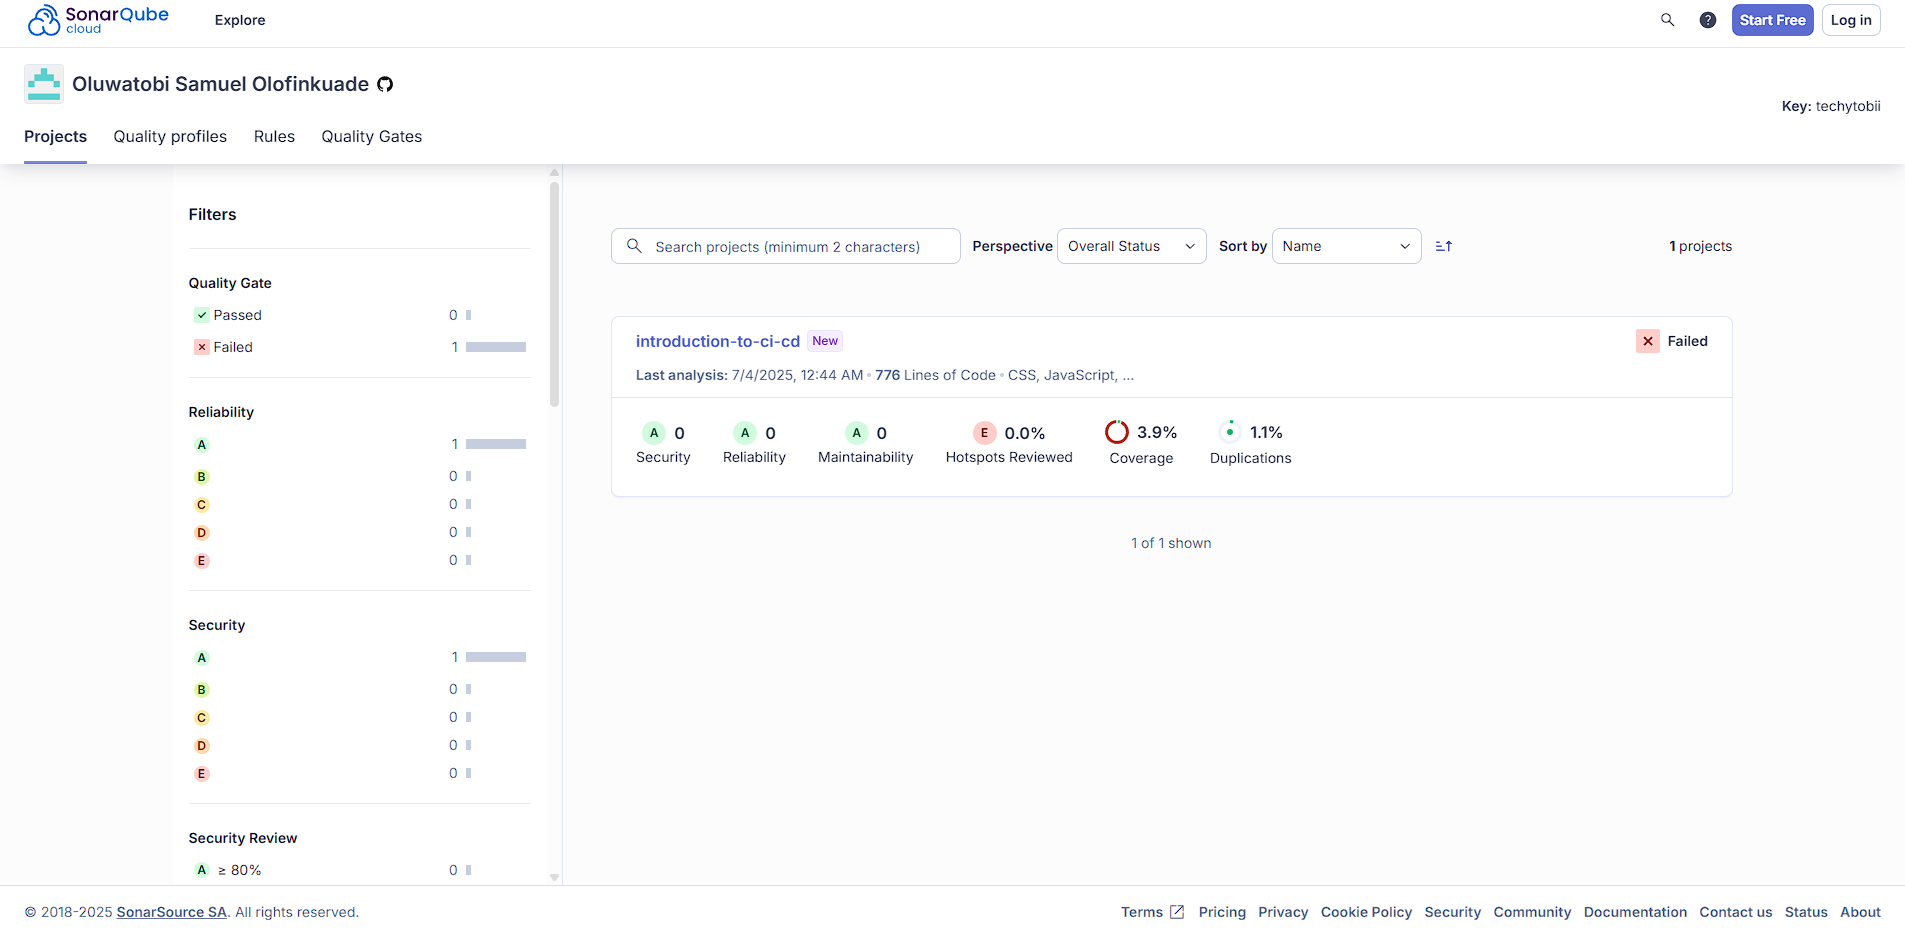 SonarQube cloud Explore ? Start Free Log in
Oluwatobi Samuel Olofinkuade
Key: techytobii
Projects Quality profiles Rules Quality Gates
Filters
Quality Gate
Passed 0
Failed 1
Reliability
A 1
B 0
C 0
D 0
E 0
Security
A 1
B 0
C 0
D 0
E 0
Security Review
A ≥ 80% 0
Search projects (minimum 2 characters) Perspective Overall Status Sort by Name 1 projects
introduction-to-ci-cd New Failed
Last analysis: 7/4/2025, 12:44 AM • 776 Lines of Code • CSS, JavaScript, ...
A 0 A 0 A 0 E 0.0% 3.9% 1.1%
Security Reliability Maintainability Hotspots Reviewed Coverage Duplications
1 of 1 shown
© 2018-2025 SonarSource SA. All rights reserved. Terms Pricing Privacy Cookie Policy Security Community Documentation Contact us Status About